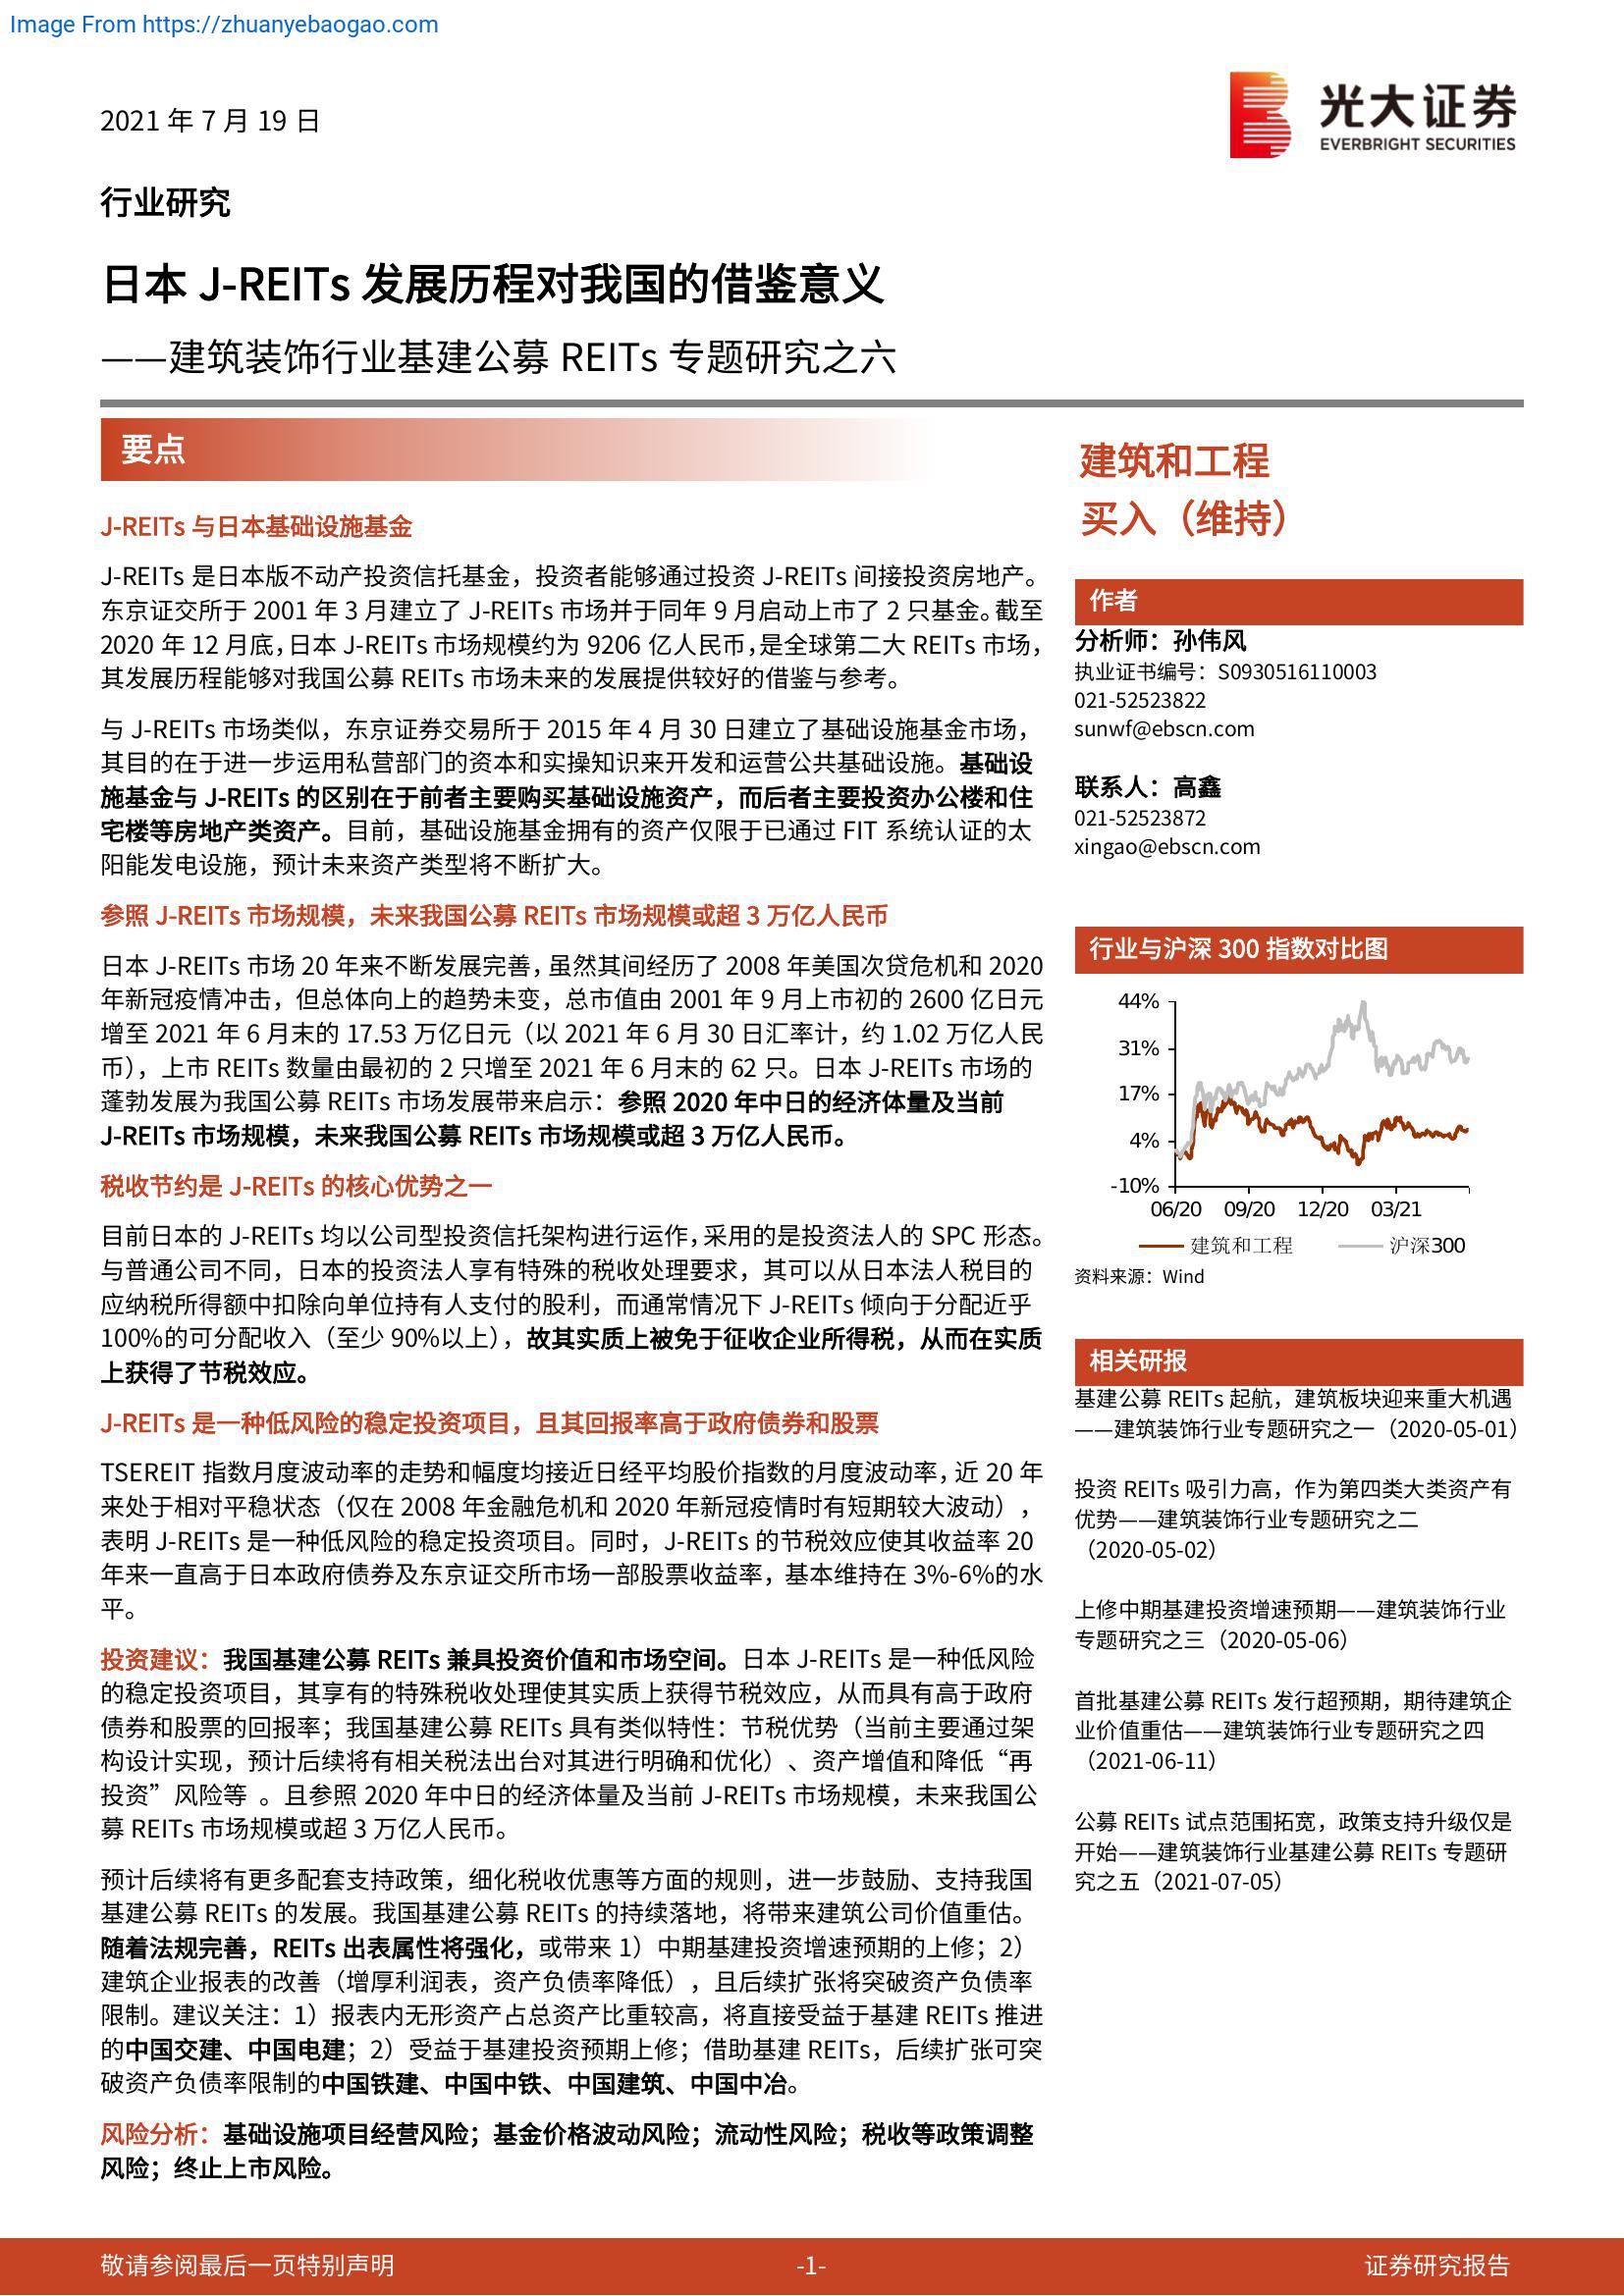 Image From https://zhuanyebaogao.com
2021 年 7 月 19 日
光大证券
EVERBRIGHT SECURITIES
行业研究
日本 J-REITs 发展历程对我国的借鉴意义
——建筑装饰行业基建公募 REITs 专题研究之六
要点
J-REITs 与日本基础设施基金
J-REITs 是日本版不动产投资信托基金，投资者能够通过投资 J-REITs 间接投资房地产。
东京证交所于 2001 年 3 月建立了 J-REITs 市场并于同年 9 月启动上市了 2 只基金。截至
2020 年 12 月底，日本 J-REITs 市场规模约为 9206 亿人民币，是全球第二大 REITs 市场，
其发展历程能够对我国公募 REITs 市场未来的发展提供较好的借鉴与参考。
与 J-REITs 市场类似，东京证券交易所于 2015 年 4 月 30 日建立了基础设施基金市场，
其目的在于进一步运用私营部门的资本和实操知识来开发和运营公共基础设施。基础设
施基金与 J-REITs 的区别在于前者主要购买基础设施资产，而后者主要投资办公楼和住
宅楼等房地产类资产。目前，基础设施基金拥有的资产仅限于已通过 FIT 系统认证的太
阳能发电设施，预计未来资产类型将不断扩大。
参照 J-REITs 市场规模，未来我国公募 REITs 市场规模或超 3 万亿人民币
日本 J-REITs 市场 20 年来不断发展完善，虽然其间经历了 2008 年美国次贷危机和 2020
年新冠疫情冲击，但总体向上的趋势未变，总市值由 2001 年 9 月上市初的 2600 亿日元
增至 2021 年 6 月末的 17.53 万亿日元（以 2021 年 6 月 30 日汇率计，约 1.02 万亿人民
币），上市 REITs 数量由最初的 2 只增至 2021 年 6 月末的 62 只。日本 J-REITs 市场的
蓬勃发展为我国公募 REITs 市场发展带来启示：参照 2020 年中日的经济体量及当前
J-REITs 市场规模，未来我国公募 REITs 市场规模或超 3 万亿人民币。
税收节约是 J-REITs 的核心优势之一
目前日本的 J-REITs 均以公司型投资信托架构进行运作，采用的是投资法人的 SPC 形态。
与普通公司不同，日本的投资法人享有特殊的税收处理要求，其可以从日本法人税目的
应纳税所得额中扣除向单位持有人支付的股利，而通常情况下 J-REITs 倾向于分配近乎
100%的可分配收入（至少 90%以上），故其实质上被免于征收企业所得税，从而在实质
上获得了节税效应。
J-REITs 是一种低风险的稳定投资项目，且其回报率高于政府债券和股票
TSEREIT 指数月度波动率的走势和幅度均接近日经平均股价指数的月度波动率，近 20 年
来处于相对平稳状态（仅在 2008 年金融危机和 2020 年新冠疫情时有短期较大波动），
表明 J-REITs 是一种低风险的稳定投资项目。同时，J-REITs 的节税效应使其收益率 20
年来一直高于日本政府债券及东京证交所市场一部股票收益率，基本维持在 3%-6%的水
平。
投资建议：我国基建公募 REITs 兼具投资价值和市场空间。日本 J-REITs 是一种低风险
的稳定投资项目，其享有的特殊税收处理使其实质上获得节税效应，从而具有高于政府
债券和股票的回报率；我国基建公募 REITs 具有类似特性：节税优势（当前主要通过架
构设计实现，预计后续将有相关税法出台对其进行明确和优化）、资产增值和降低“再
投资”风险等 。且参照 2020 年中日的经济体量及当前 J-REITs 市场规模，未来我国公
募 REITs 市场规模或超 3 万亿人民币。
预计后续将有更多配套支持政策，细化税收优惠等方面的规则，进一步鼓励、支持我国
基建公募 REITs 的发展。我国基建公募 REITs 的持续落地，将带来建筑公司价值重估。
随着法规完善，REITs 出表属性将强化，或带来 1）中期基建投资增速预期的上修；2）
建筑企业报表的改善（增厚利润表，资产负债率降低），且后续扩张将突破资产负债率
限制。建议关注：1）报表内无形资产占总资产比重较高，将直接受益于基建 REITs 推进
的中国交建、中国电建；2）受益于基建投资预期上修；借助基建 REITs，后续扩张可突
破资产负债率限制的中国铁建、中国中铁、中国建筑、中国中冶。
风险分析：基础设施项目经营风险；基金价格波动风险；流动性风险；税收等政策调整
风险；终止上市风险。
建筑和工程
买入（维持）
作者
分析师：孙伟风
执业证书编号：S0930516110003
021-52523822
sunwf@ebscn.com
联系人：高鑫
021-52523872
xingao@ebscn.com
行业与沪深 300 指数对比图
44%
31%
17%
4%
-10%
06/20 09/20 12/20 03/21
建筑和工程 沪深300
资料来源：Wind
相关研报
基建公募 REITs 起航，建筑板块迎来重大机遇
——建筑装饰行业专题研究之一（2020-05-01）
投资 REITs 吸引力高，作为第四类大类资产有
优势——建筑装饰行业专题研究之二
（2020-05-02）
上修中期基建投资增速预期——建筑装饰行业
专题研究之三（2020-05-06）
首批基建公募 REITs 发行超预期，期待建筑企
业价值重估——建筑装饰行业专题研究之四
（2021-06-11）
公募 REITs 试点范围拓宽，政策支持升级仅是
开始——建筑装饰行业基建公募 REITs 专题研
究之五（2021-07-05）
敬请参阅最后一页特别声明 -1- 证券研究报告